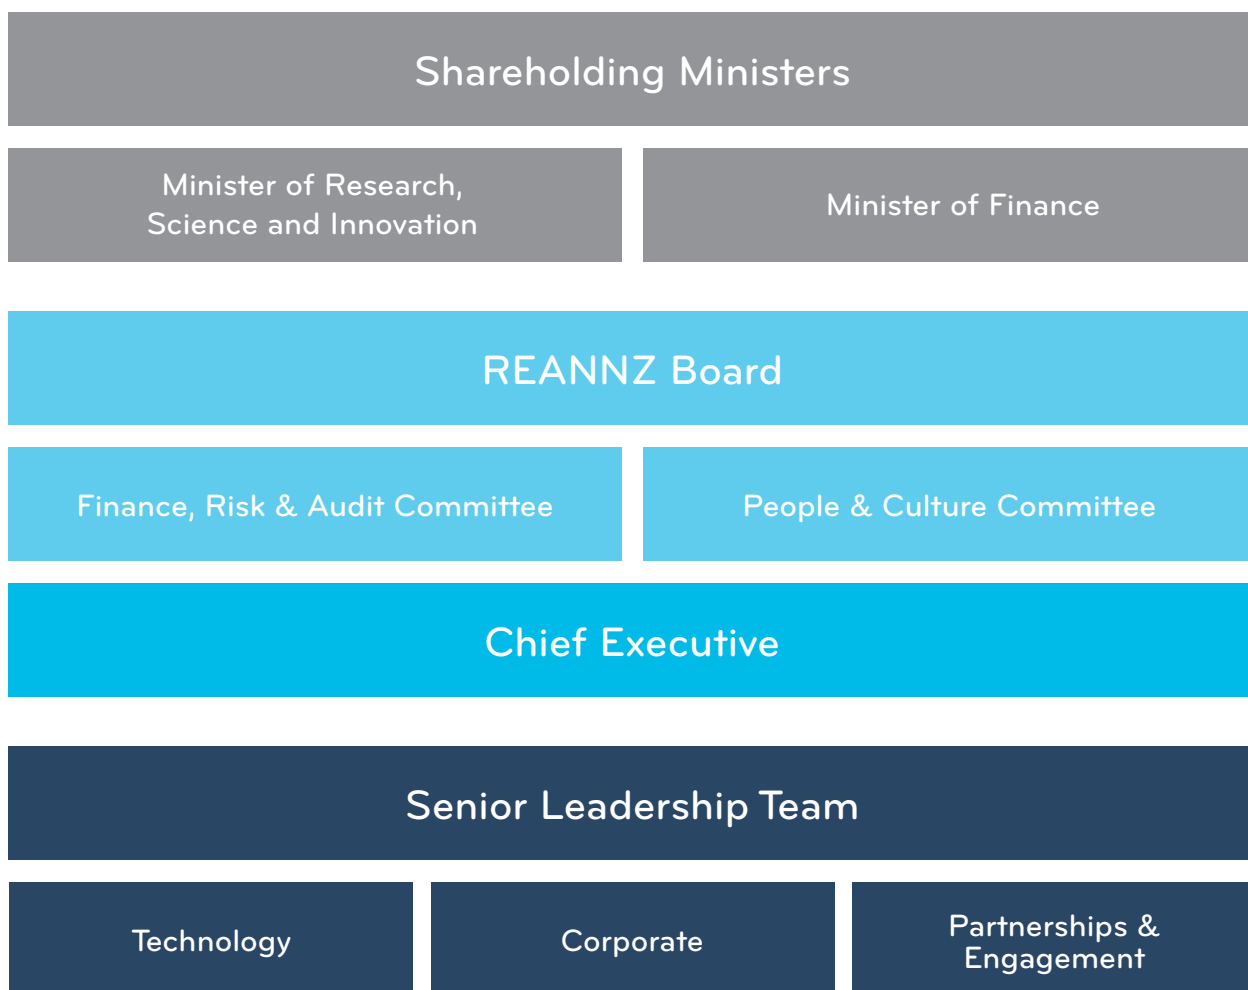 Shareholding Ministers
Minister of Research,
Science and Innovation
Minister of Finance
REANNZ Board
Finance, Risk & Audit Committee
People & Culture Committee
Chief Executive
Senior Leadership Team
Technology
Corporate
Partnerships &
Engagement